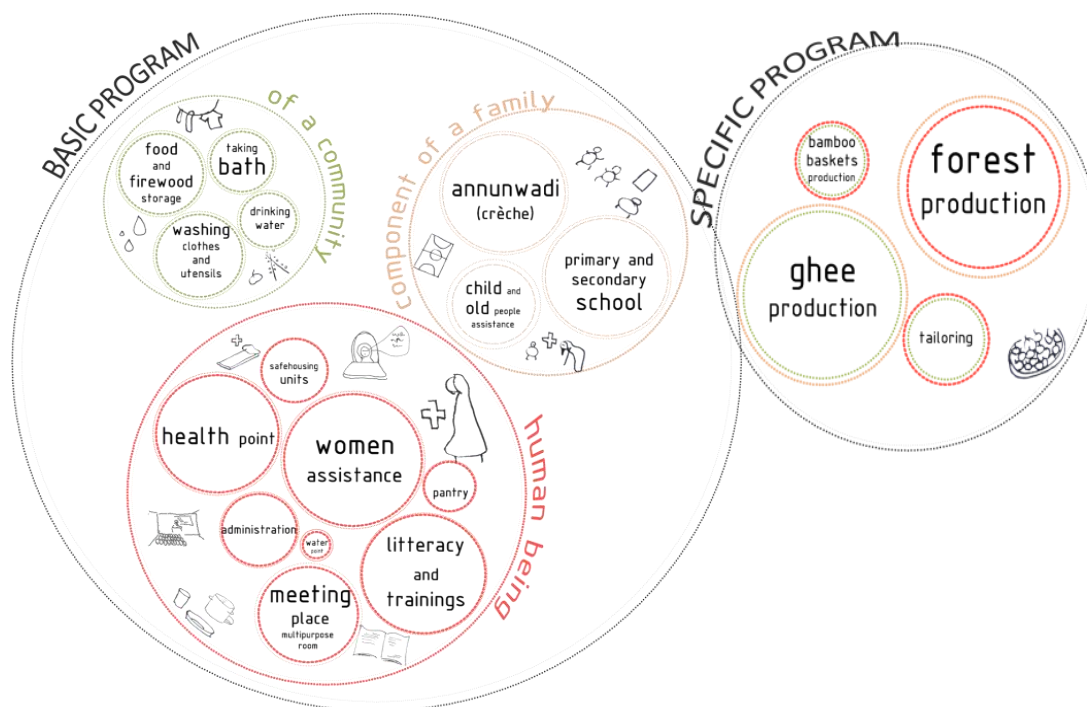 BASIC PROGRAM
of a community
food
and
firewood
storage
taking
bath
drinking
water
washing
clothes
and
utensils
component of a family
annunwadi
(crèche)
primary and
secondary
school
child and
old people
assistance
human being
safehousing
units
health point
women
assistance
pantry
administration
water
point
litteracy
and
trainings
meeting
place
multipurpose
room
SPECIFIC PROGRAM
bamboo
baskets
production
forest
production
ghee
production
tailoring